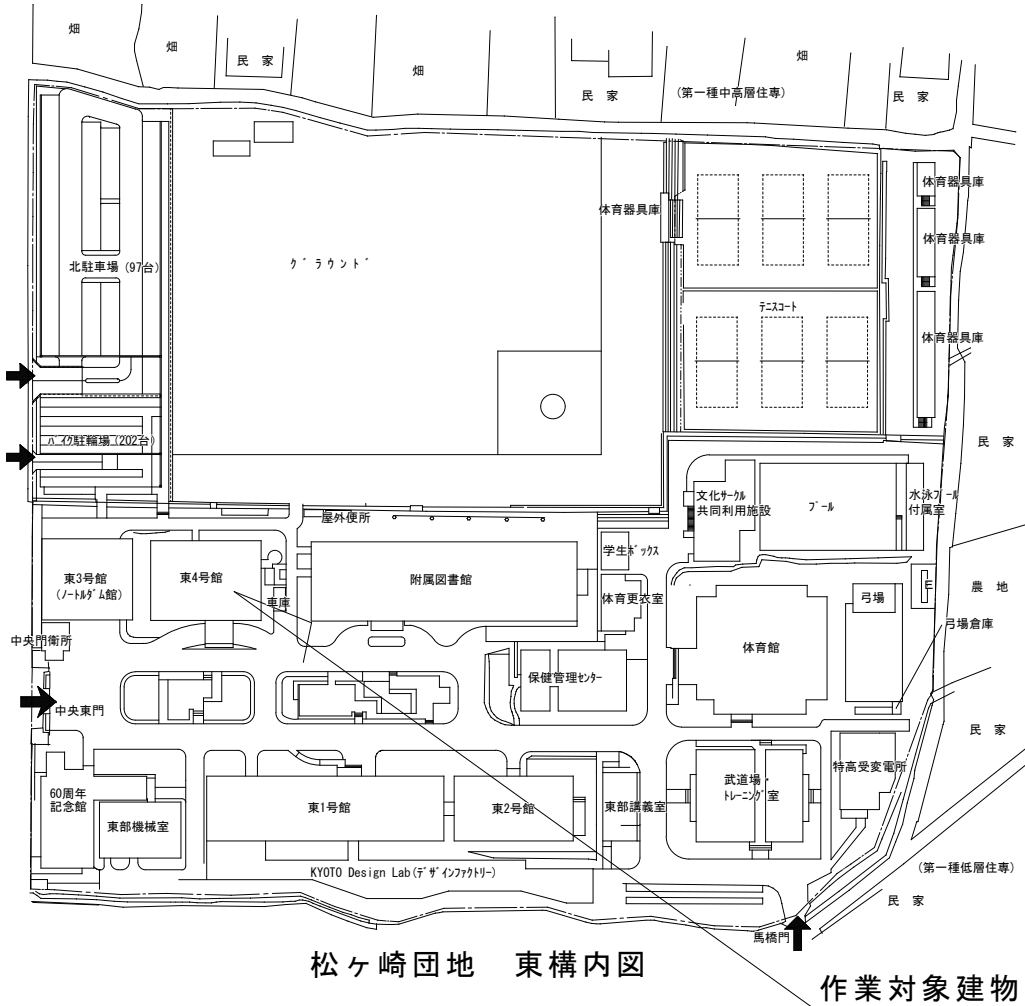 畑
畑
民 家
畑
民 家
(第一種中高層住専)
畑
民 家
体育器具庫
体育器具庫
体育器具庫
北駐車場 (97台)
グラウンド
テニスコート
体育器具庫
バイク駐輪場 (202台)
民 家
文化サークル
共同利用施設
プール
水泳プール
付属室
屋外便所
学生ボックス
東3号館
(ノートルダム館)
東4号館
車庫
附属図書館
体育更衣室
弓場
農 地
弓場倉庫
中央門衛所
体育館
保健管理センター
中央東門
民 家
60周年
記念館
東部機械室
東1号館
東2号館
東部講義室
武道場・
トレーニング室
特高受変電所
KYOTO Design Lab(デザインファクトリー)
(第一種低層住専)
民 家
馬橋門
松ヶ崎団地 東構内図
作業対象建物